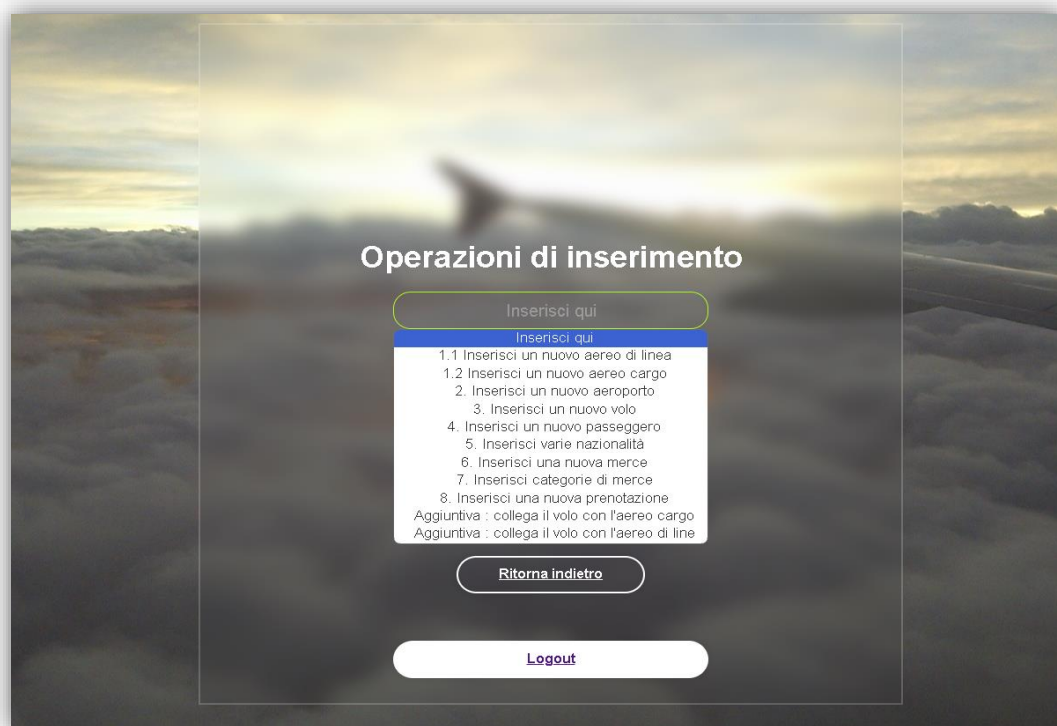 Operazioni di inserimento
Inserisci qui
Inserisci qui
1.1 Inserisci un nuovo aereo di linea
1.2 Inserisci un nuovo aereo cargo
2. Inserisci un nuovo aeroporto
3. Inserisci un nuovo volo
4. Inserisci un nuovo passeggero
5. Inserisci varie nazionalità
6. Inserisci una nuova merce
7. Inserisci categorie di merce
8. Inserisci una nuova prenotazione
Aggiuntiva : collega il volo con l'aereo cargo
Aggiuntiva : collega il volo con l'aereo di line
Ritorna indietro
Logout